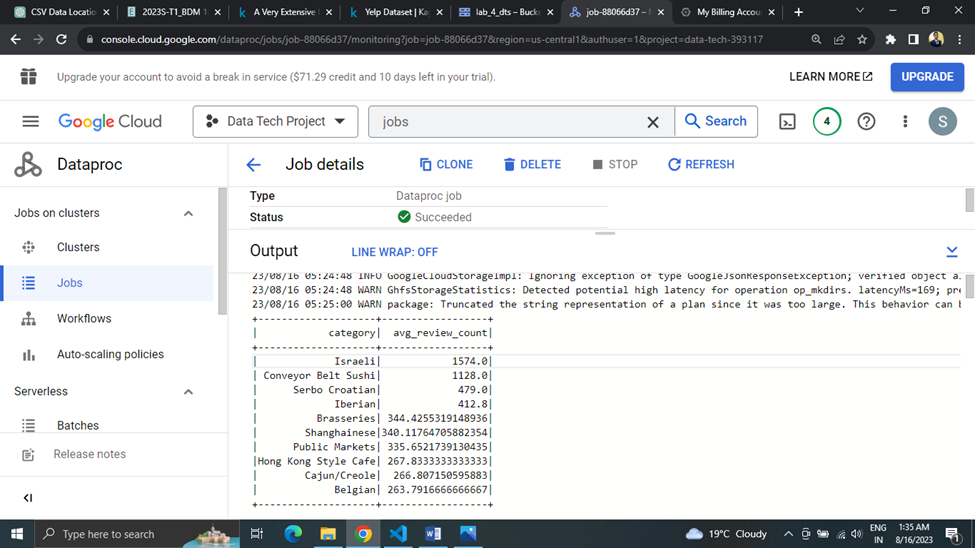 CSV Data Locatio
2023S-T1_BDM 1
A Very Extensive
Yelp Dataset | Ka
lab_4_dts – Bucke
job-88066d37 – M
My Billing Accou
console.cloud.google.com/dataproc/jobs/job-88066d37/monitoring?job=job-88066d37&region=us-central1&authuser=1&project=data-tech-393117
Upgrade your account to avoid a break in service ($71.29 credit and 10 days left in your trial).
LEARN MORE
UPGRADE
Google Cloud
Data Tech Project
jobs
Search
4
S
Dataproc
Job details
CLONE
DELETE
STOP
REFRESH
Type Dataproc job
Status Succeeded
Jobs on clusters
Clusters
Jobs
Workflows
Auto-scaling policies
Serverless
Batches
Release notes
Output
LINE WRAP: OFF
23/08/16 05:24:48 INFO GoogleCloudStorageImpl: Ignoring exception of type GoogleJsonResponseException; verified object a
23/08/16 05:24:48 WARN GhfsStorageStatistics: Detected potential high latency for operation op_mkdirs. latencyMs=169; pre
23/08/16 05:25:00 WARN package: Truncated the string representation of a plan since it was too large. This behavior can b
+-------------------+-----------------+
| category| avg_review_count|
+-------------------+-----------------+
| Israeli| 1574.0|
| Conveyor Belt Sushi| 1128.0|
| Serbo Croatian| 479.0|
| Iberian| 412.8|
| Brasseries| 344.4255319148936|
| Shanghainese|340.11764705882354|
| Public Markets| 335.6521739130435|
|Hong Kong Style Cafe| 267.8333333333333|
| Cajun/Creole| 266.807150595883|
| Belgian| 263.7916666666667|
+-------------------+-----------------+
Type here to search
19°C Cloudy
ENG
IN
1:35 AM
8/16/2023
1